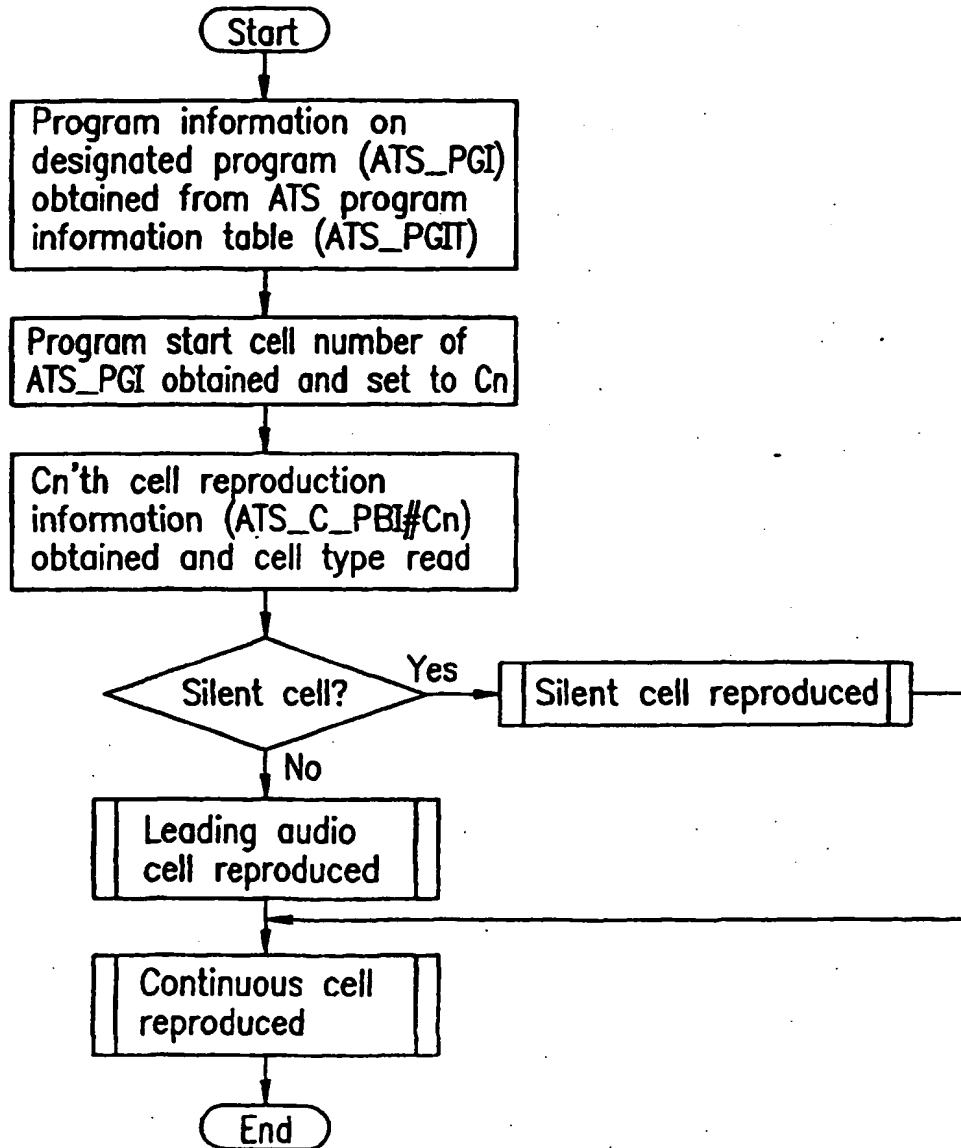 Start
Program information on
designated program (ATS_PGI)
obtained from ATS program
information table (ATS_PGIT)
Program start cell number of
ATS_PGI obtained and set to Cn
Cn'th cell reproduction
information (ATS_C_PBI#Cn)
obtained and cell type read
Silent cell?
Yes
Silent cell reproduced
No
Leading audio
cell reproduced
Continuous cell
reproduced
End